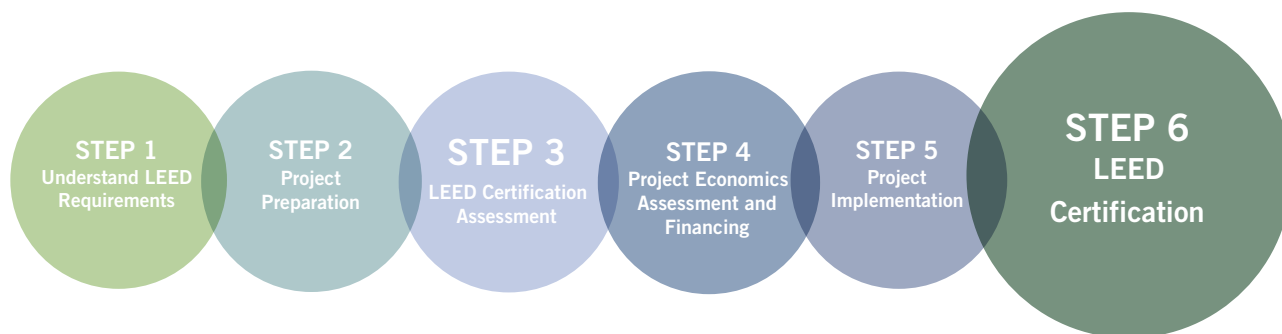 STEP 1
Understand LEED
Requirements
STEP 2
Project
Preparation
STEP 3
LEED Certification
Assessment
STEP 4
Project Economics
Assessment and
Financing
STEP 5
Project
Implementation
STEP 6
LEED
Certification